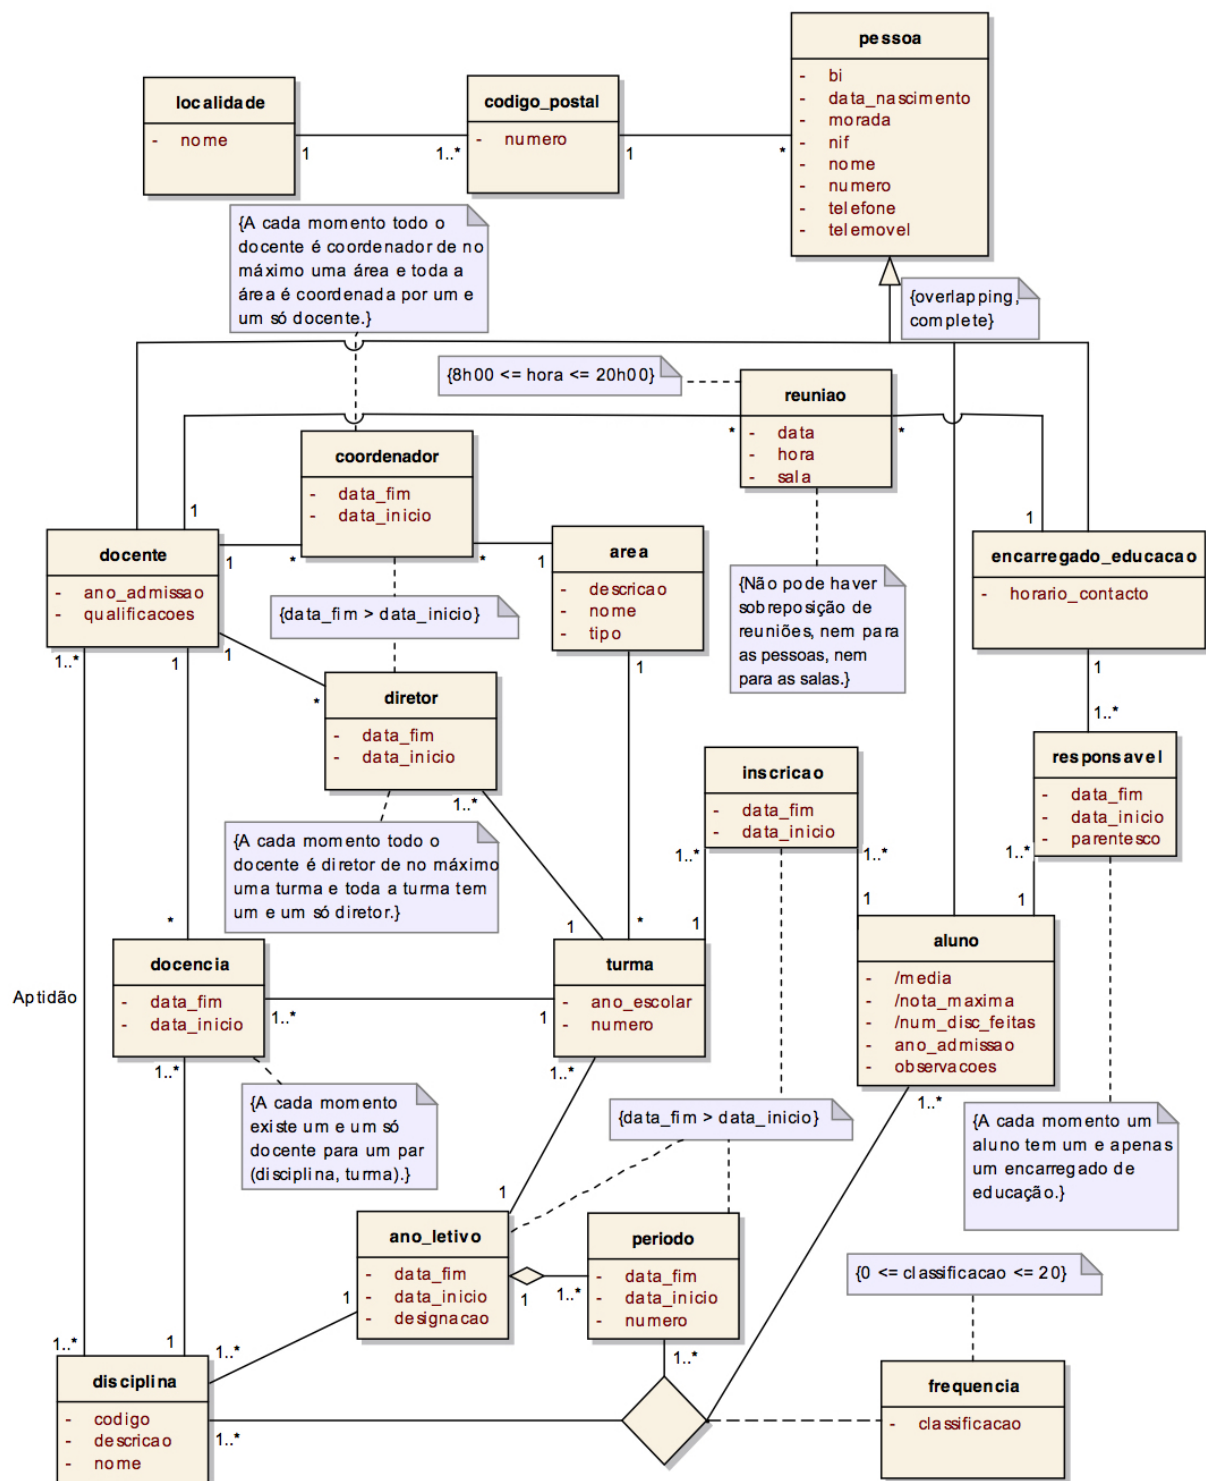 pessoa
- bi
- data_nascimento
- morada
- nif
- nome
- numero
- telefone
- telemovel
localidade
- nome
1
1..*
codigo_postal
- numero
1
*
{A cada momento todo o
docente é coordenador de no
máximo uma área e toda a
área é coordenada por um e
um só docente.}
{overlapping,
complete}
{8h00 <= hora <= 20h00}
reuniao
- data
- hora
- sala
*
*
coordenador
- data_fim
- data_inicio
1
1
docente
- ano_admissao
- qualificacoes
1
*
*
1
area
- descricao
- nome
- tipo
encarregado_educacao
- horario_contacto
{data_fim > data_inicio}
{Não pode haver
sobreposição de
reuniões, nem para
as pessoas, nem
para as salas.}
1..*
1
1
*
1
1
1..*
diretor
- data_fim
- data_inicio
1..*
inscricao
- data_fim
- data_inicio
1..*
1..*
responsavel
- data_fim
- data_inicio
- parentesco
1..*
{A cada momento todo o
docente é diretor de no máximo
uma turma e toda a turma tem
um e um só diretor.}
*
1
*
1
1
1
docencia
- data_fim
- data_inicio
1..*
1
turma
- ano_escolar
- numero
aluno
- /media
- /nota_maxima
- /num_disc_feitas
- ano_admissao
- observacoes
Aptidão
1..*
1..*
1..*
{A cada momento
existe um e um só
docente para um par
(disciplina, turma).}
{data_fim > data_inicio}
{A cada momento um
aluno tem um e apenas
um encarregado de
educação.}
1
ano_letivo
- data_fim
- data_inicio
- designacao
1
1
1..*
periodo
- data_fim
- data_inicio
- numero
1..*
{0 <= classificacao <= 20}
1..*
1
1..*
disciplina
- codigo
- descricao
- nome
1..*
frequencia
- classificacao